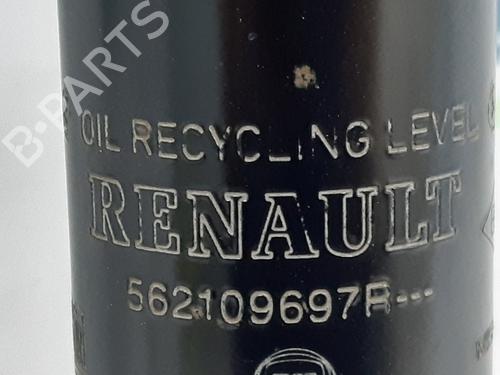 B-PARTS
OIL RECYCLING LEVEL
RENAULT
562109697R---